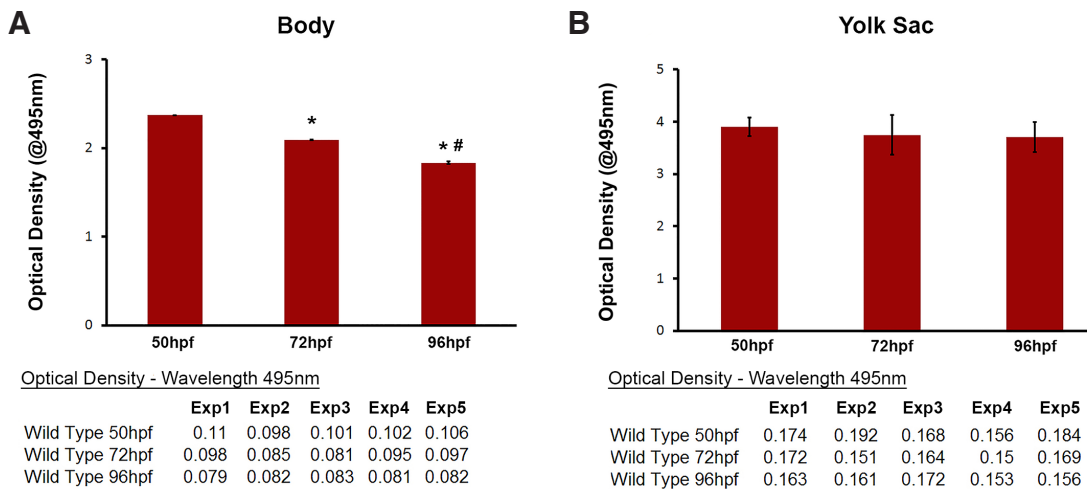 A
Body
Optical Density (@495nm)
3
2
1
0
*
* #
50hpf 72hpf 96hpf
Optical Density - Wavelength 495nm
Exp1 Exp2 Exp3 Exp4 Exp5
Wild Type 50hpf 0.11 0.098 0.101 0.102 0.106
Wild Type 72hpf 0.098 0.085 0.081 0.095 0.097
Wild Type 96hpf 0.079 0.082 0.083 0.081 0.082
B
Yolk Sac
Optical Density (@495nm)
5
4
3
2
1
0
50hpf 72hpf 96hpf
Optical Density - Wavelength 495nm
Exp1 Exp2 Exp3 Exp4 Exp5
Wild Type 50hpf 0.174 0.192 0.168 0.156 0.184
Wild Type 72hpf 0.172 0.151 0.164 0.15 0.169
Wild Type 96hpf 0.163 0.161 0.172 0.153 0.156